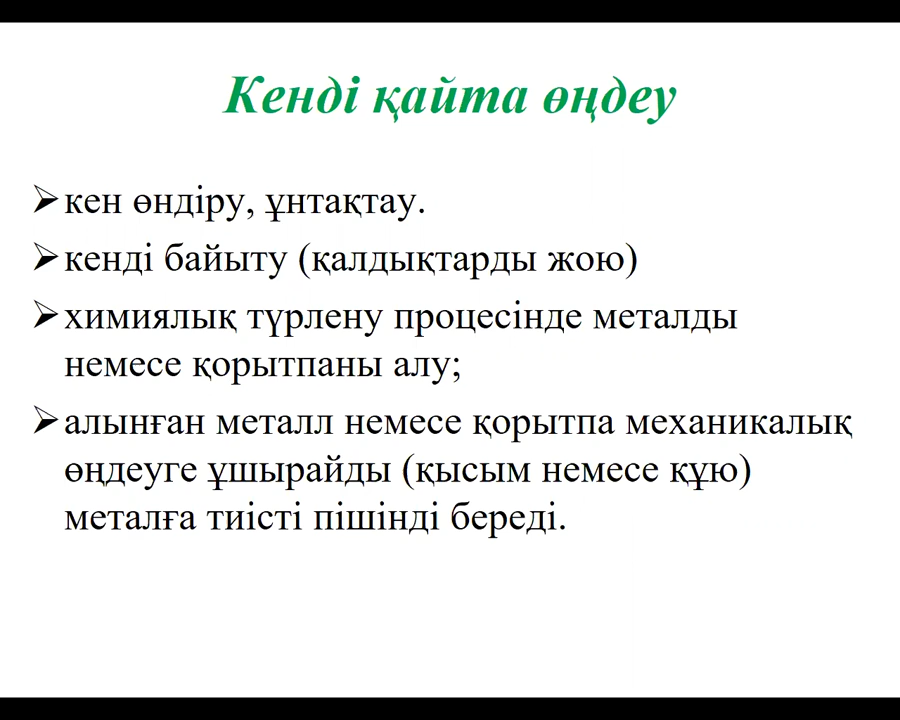 Кенді қайта өңдеу
кен өндіру, ұнтақтау.
кенді байыту (қалдықтарды жою)
химиялық түрлену процесінде металды
немесе қорытпаны алу;
алынған металл немесе қорытпа механикалық
өңдеуге ұшырайды (қысым немесе құю)
металға тиісті пішінді береді.